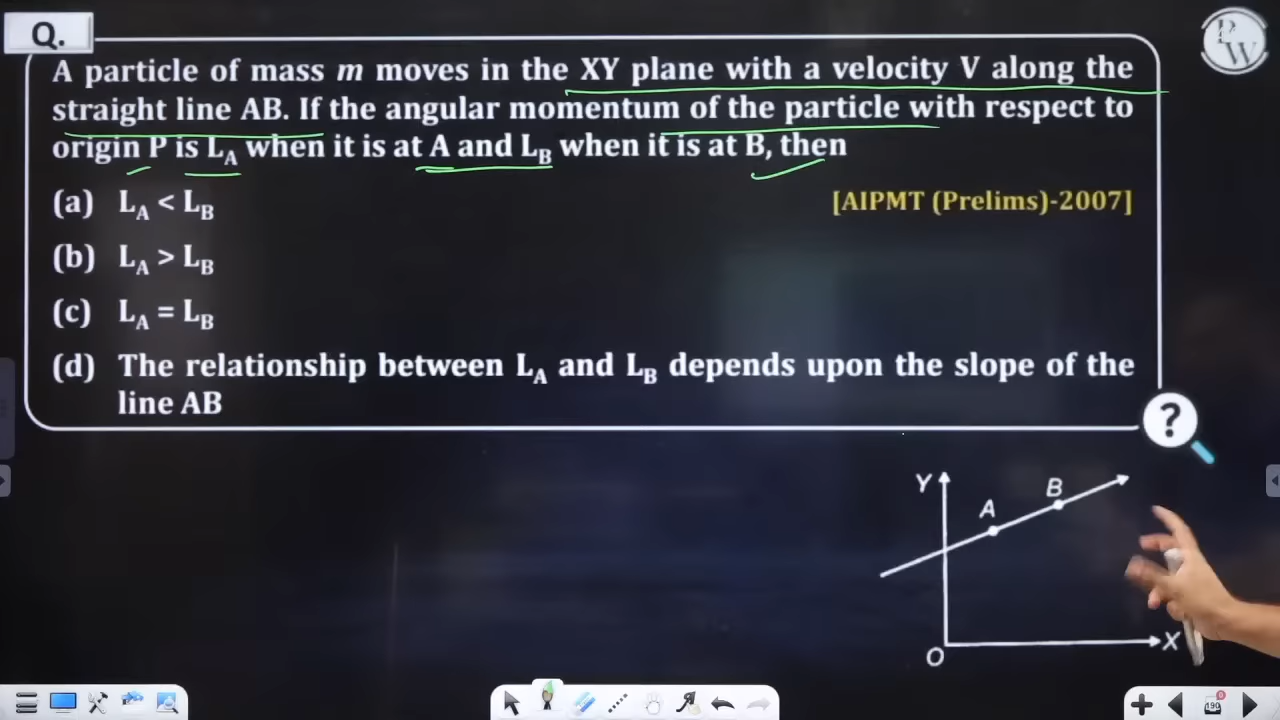 Q.
PW
A particle of mass m moves in the XY plane with a velocity V along the
straight line AB. If the angular momentum of the particle with respect to
origin P is L_A when it is at A and L_B when it is at B, then
(a) L_A < L_B
[AIPMT (Prelims)-2007]
(b) L_A > L_B
(c) L_A = L_B
(d) The relationship between L_A and L_B depends upon the slope of the
line AB
?
Y
A
B
O
X
190
0